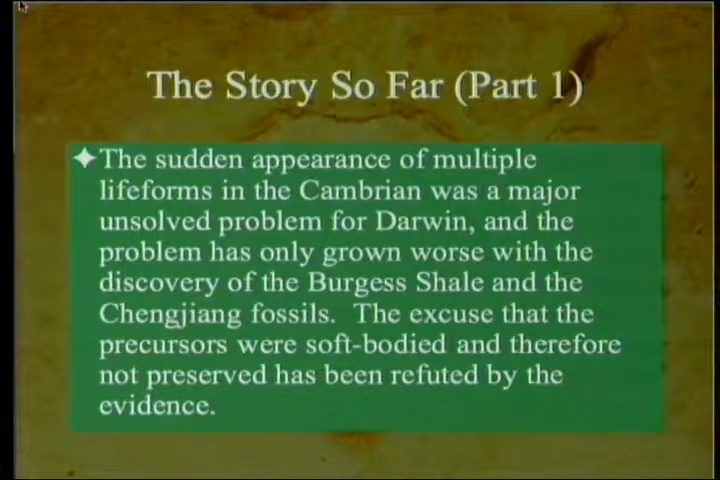 The Story So Far (Part 1)
The sudden appearance of multiple
lifeforms in the Cambrian was a major
unsolved problem for Darwin, and the
problem has only grown worse with the
discovery of the Burgess Shale and the
Chengjiang fossils. The excuse that the
precursors were soft-bodied and therefore
not preserved has been refuted by the
evidence.